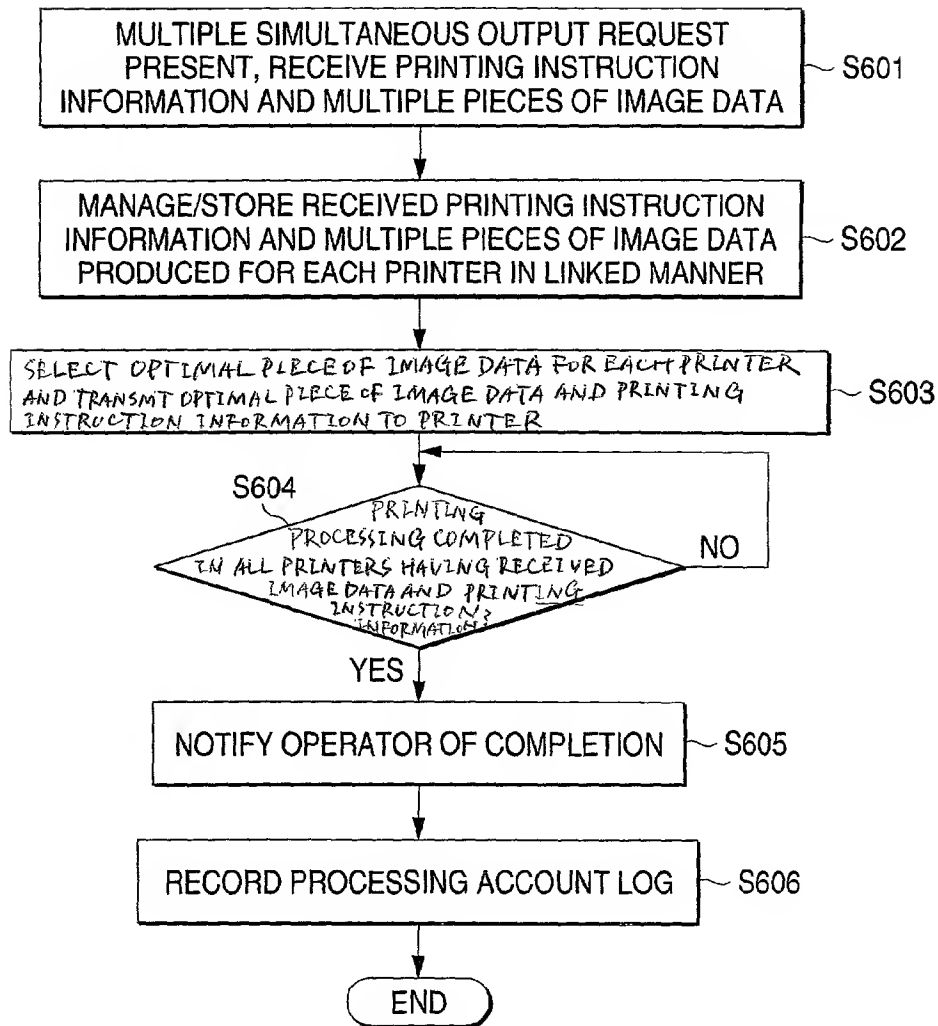 MULTIPLE SIMULTANEOUS OUTPUT REQUEST
PRESENT, RECEIVE PRINTING INSTRUCTION
INFORMATION AND MULTIPLE PIECES OF IMAGE DATA
S601
MANAGE/STORE RECEIVED PRINTING INSTRUCTION
INFORMATION AND MULTIPLE PIECES OF IMAGE DATA
PRODUCED FOR EACH PRINTER IN LINKED MANNER
S602
SELECT OPTIMAL PIECE OF IMAGE DATA FOR EACH PRINTER
AND TRANSMT OPTIMAL PIECE OF IMAGE DATA AND PRINTING
INSTRUCTION INFORMATION TO PRINTER
S603
S604
PRINTING
PROCESSING COMPLETED
IN ALL PRINTERS HAVING RECEIVED
IMAGE DATA AND PRINTING
INSTRUCTION?
INFORMATION?
NO
YES
NOTIFY OPERATOR OF COMPLETION
S605
RECORD PROCESSING ACCOUNT LOG
S606
END